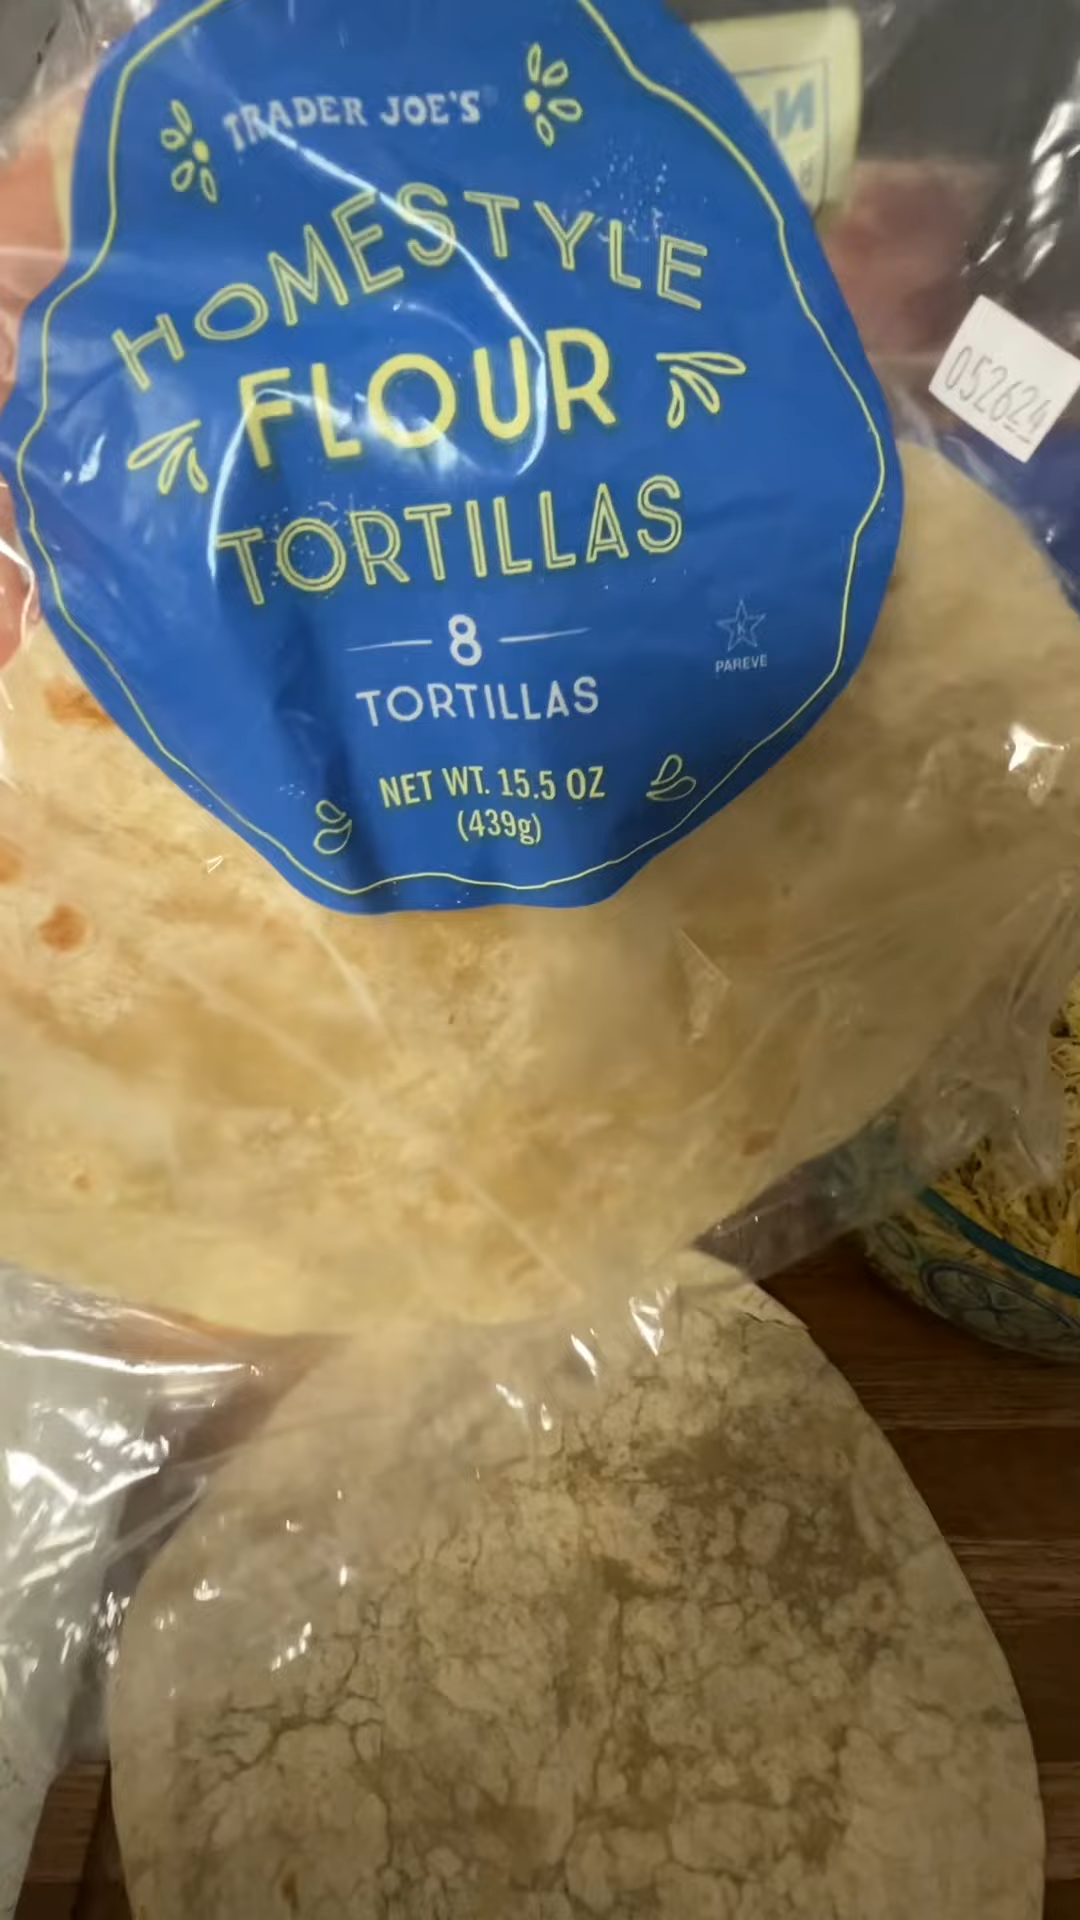 TRADER JOE'S
HOMESTYLE
FLOUR
TORTILLAS
8
TORTILLAS
K
PAREVE
NET WT. 15.5 OZ
(439g)
052624